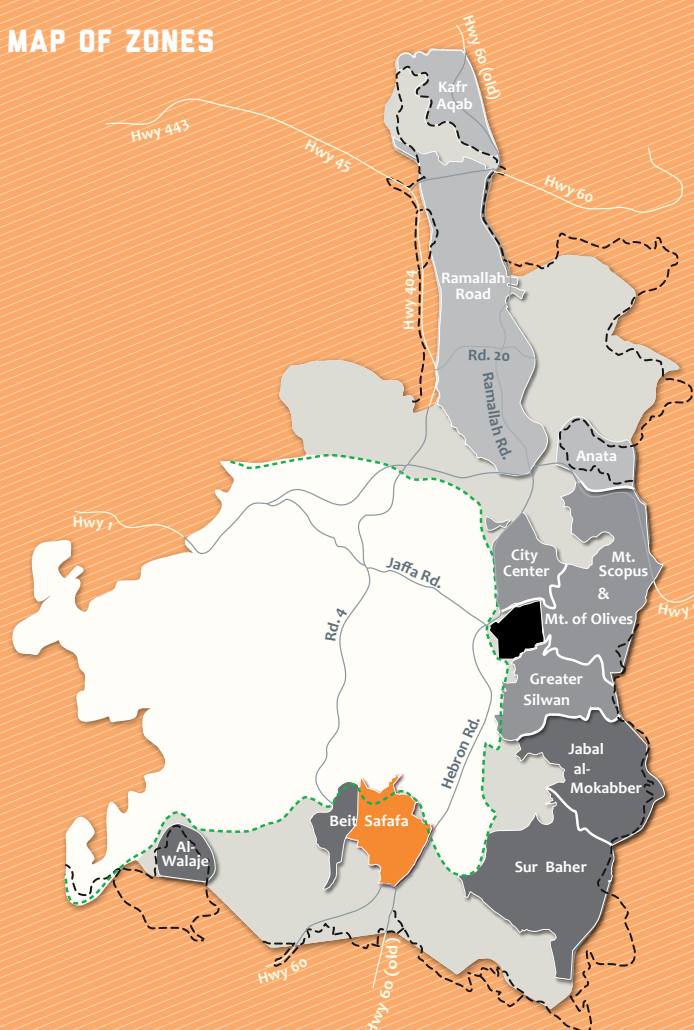 MAP OF ZONES
Hwy 60 (old)
Kafr
Aqab
Hwy 443
Hwy 45
Hwy 60
Hwy 404
Ramallah
Road
Rd. 20
Ramallah Rd.
Anata
Hwy 1
City
Center
Mt.
Scopus
&
Mt. of Olives
Hwy
Jaffa Rd.
Rd. 4
Greater
Silwan
Hebron Rd.
Jabal
al-
Mokabber
Beit Safafa
Al-
Walaje
Sur Baher
Hwy 60
Hwy 60 (old)